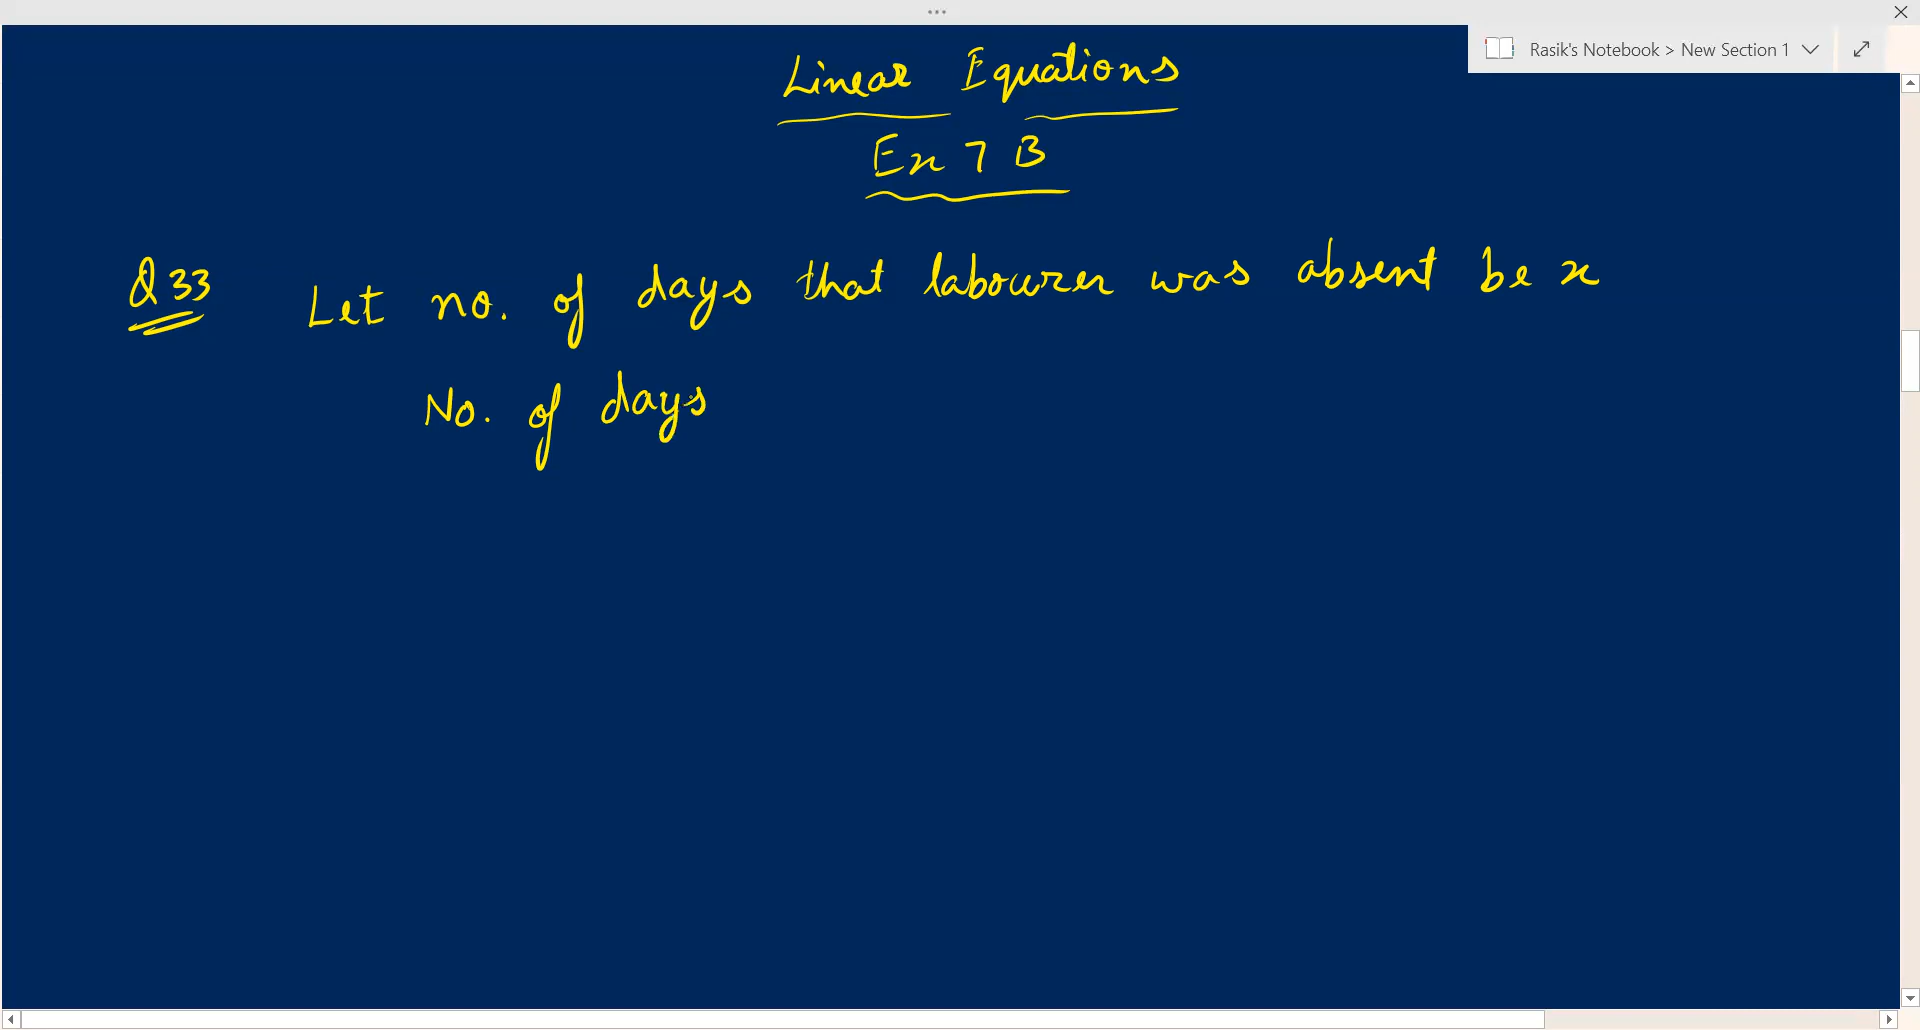 Rasik's Notebook > New Section 1
Linear Equations
Ex 7 B
Q 33 Let no. of days that labourer was absent be x
No. of days